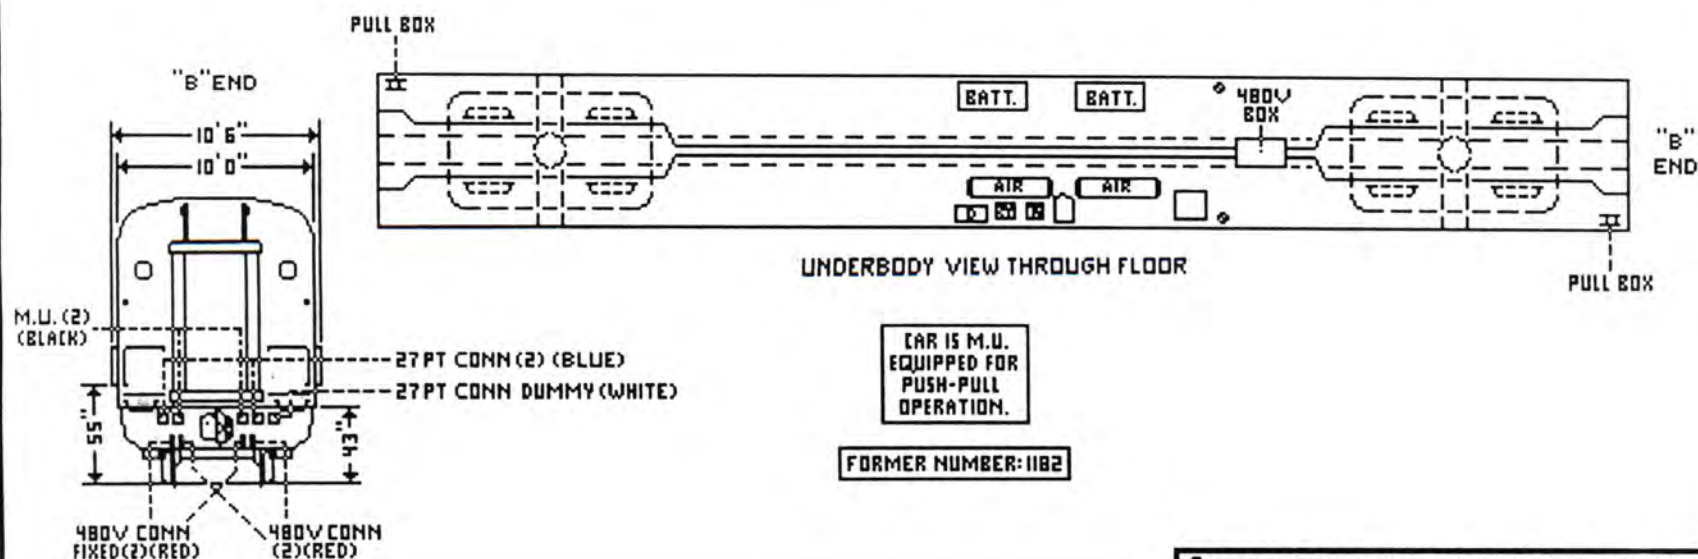 PULL BOX
"B" END
10'6"
10'0"
BATT.
BATT.
480V
BOX
"B"
END
AIR
AIR
UNDERBODY VIEW THROUGH FLOOR
PULL BOX
M.U. (2)
(BLACK)
27 PT CONN (2) (BLUE)
27 PT CONN DUMMY (WHITE)
55"
43"
480V CONN
FIXED (2) (RED)
480V CONN
(2) (RED)
CAR IS M.U.
EQUIPPED FOR
PUSH-PULL
OPERATION.
FORMER NUMBER: 1182